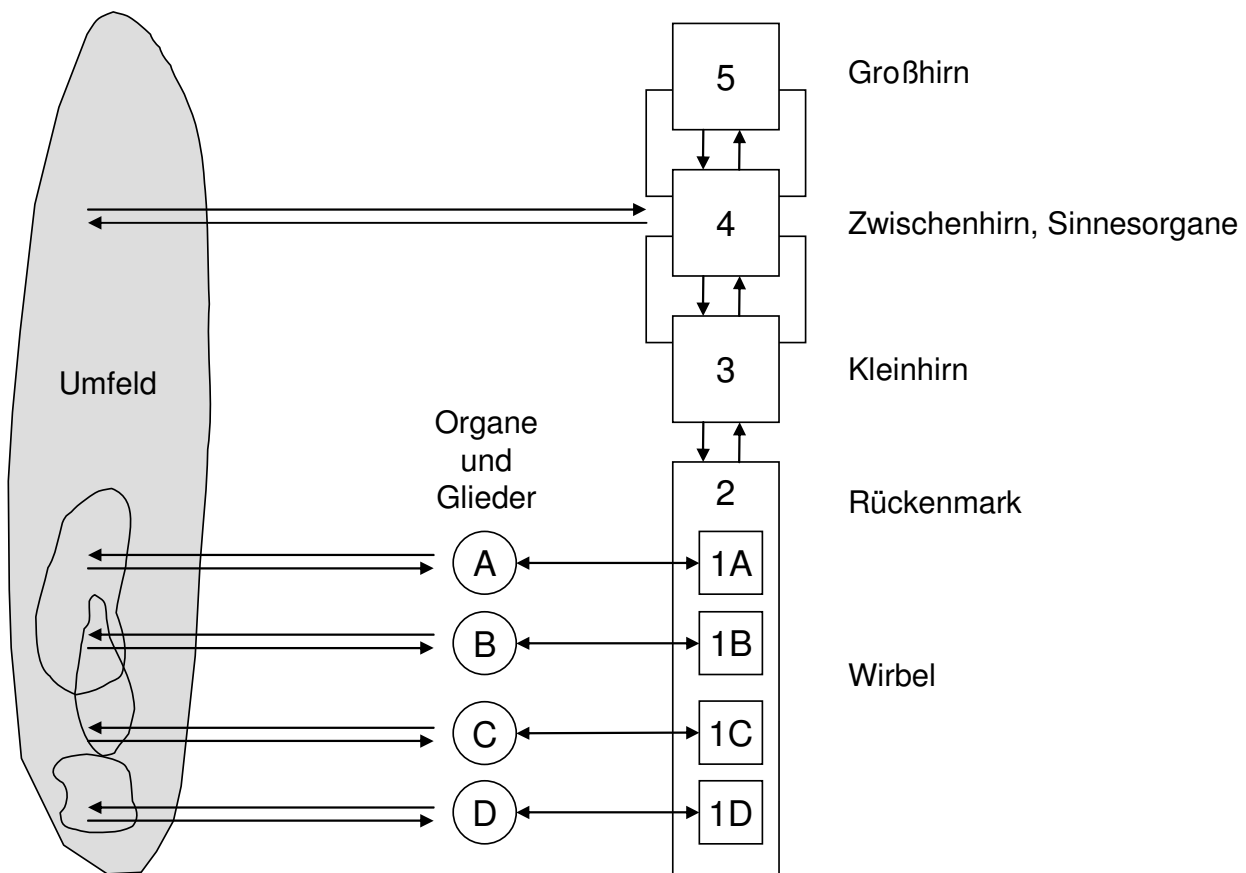 5
Großhirn
4
Zwischenhirn, Sinnesorgane
3
Kleinhirn
Umfeld
Organe
und
Glieder
2
Rückenmark
A
1A
B
1B
Wirbel
C
1C
D
1D